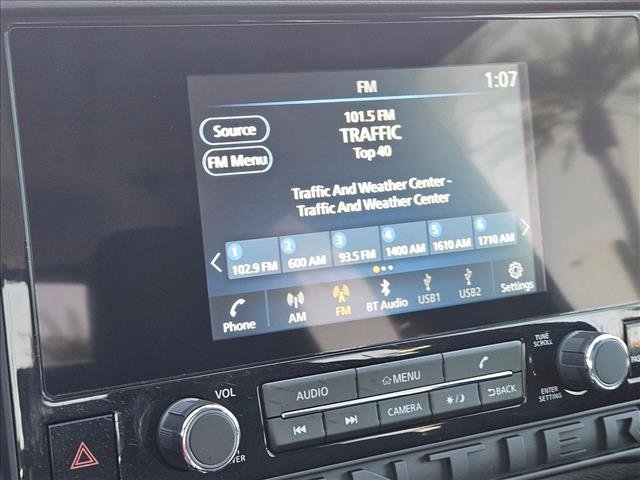 FM
1:07
101.5 FM
Source
TRAFFIC
Top 40
FM Menu
Traffic And Weather Center ~
Traffic And Weather Center
1 2 3 4 5 6
102.9 FM 600 AM 93.5 FM 1400 AM 1610 AM 1710 AM
Phone AM FM BT Audio USB1 USB2 Settings
TUNE
SCROLL
VOL
AUDIO
MENU
CAMERA
BACK
ENTER
SETTING
PASS
NTIER